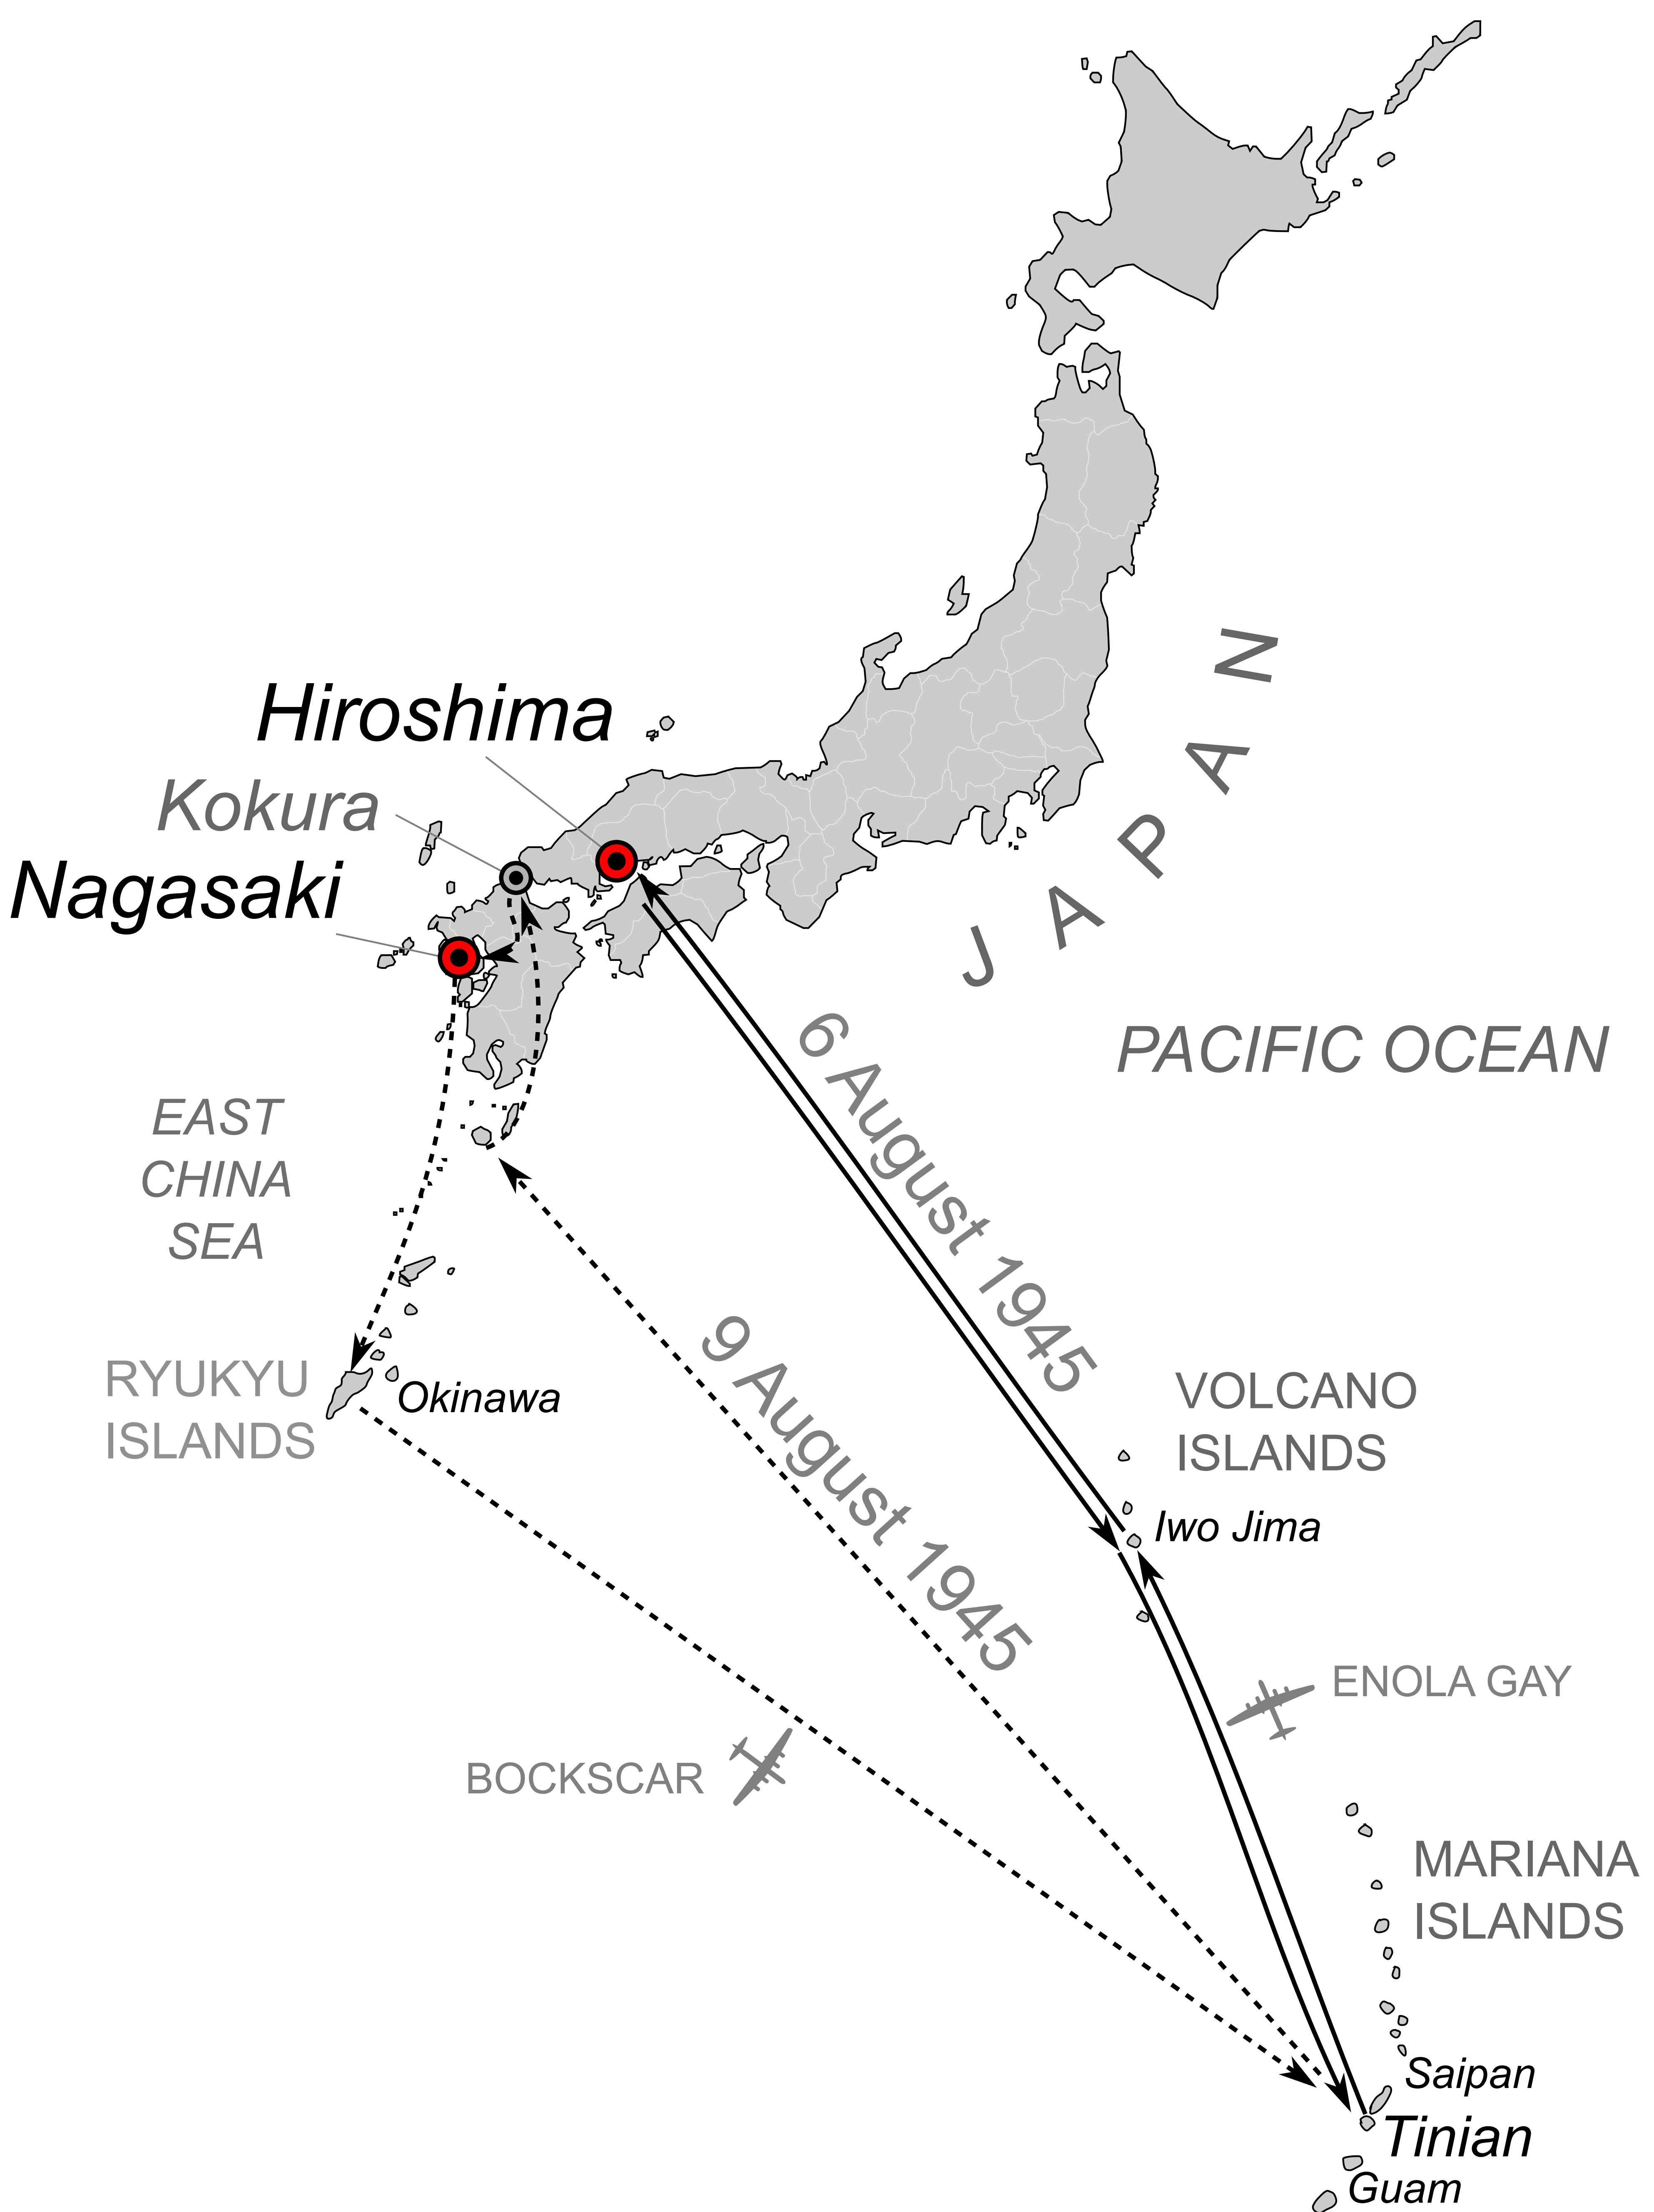 Hiroshima
Kokura
Nagasaki
JAPAN
PACIFIC OCEAN
6 August 1945
EAST
CHINA
SEA
9 August 1945
RYUKYU
ISLANDS
Okinawa
VOLCANO
ISLANDS
Iwo Jima
ENOLA GAY
BOCKSCAR
MARIANA
ISLANDS
Saipan
Tinian
Guam